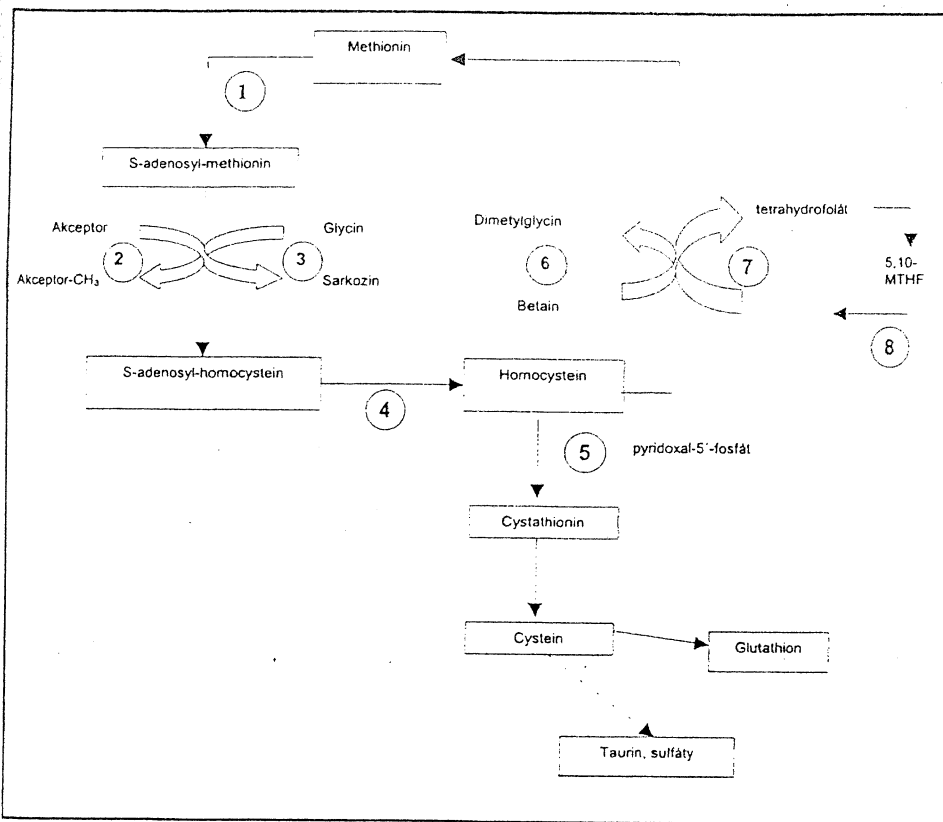 Methionin
1
S-adenosyl-methionin
Akceptor
Glycin
Dimetylglycin
tetrahydrofolát
2
3
6
7
Akceptor-CH₃
Sarkozin
Betain
5,10-
MTHF
8
S-adenosyl-homocystein
4
Homocystein
5
pyridoxal-5´-fosfát
Cystathionin
Cystein
Glutathion
Taurin, sulfáty